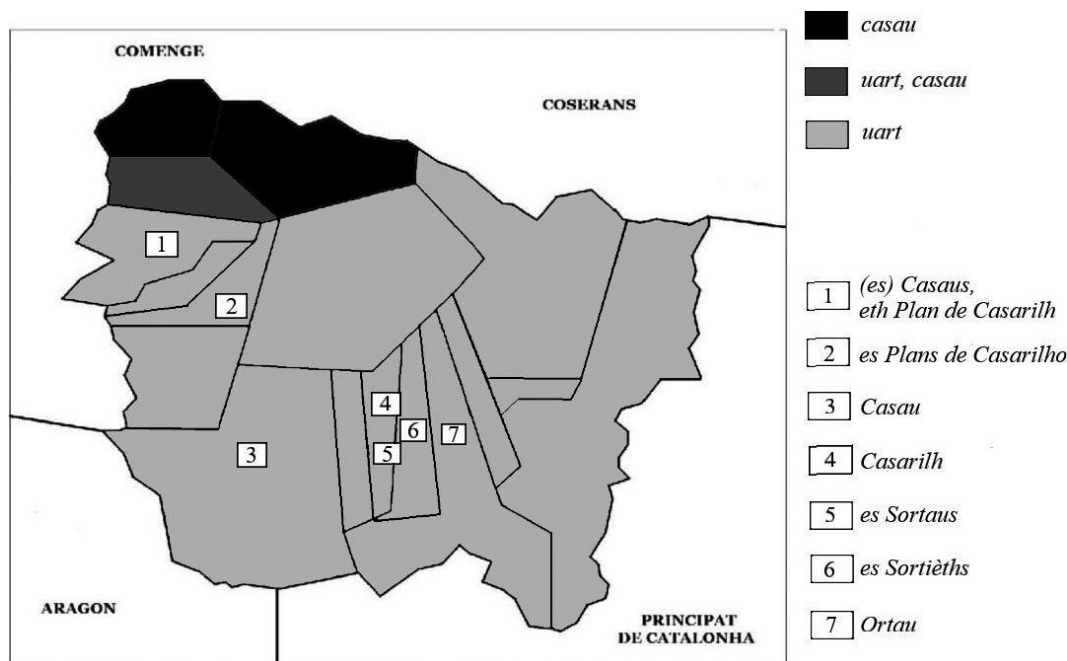 COMENGE
COSERANS
1
2
3
4
5
6
7
ARAGON
PRINCIPAT
DE CATALONHA
casau
uart, casau
uart
1 (es) Casaus,
eth Plan de Casarilh
2 es Plans de Casarilho
3 Casau
4 Casarilh
5 es Sortaus
6 es Sortièths
7 Ortau